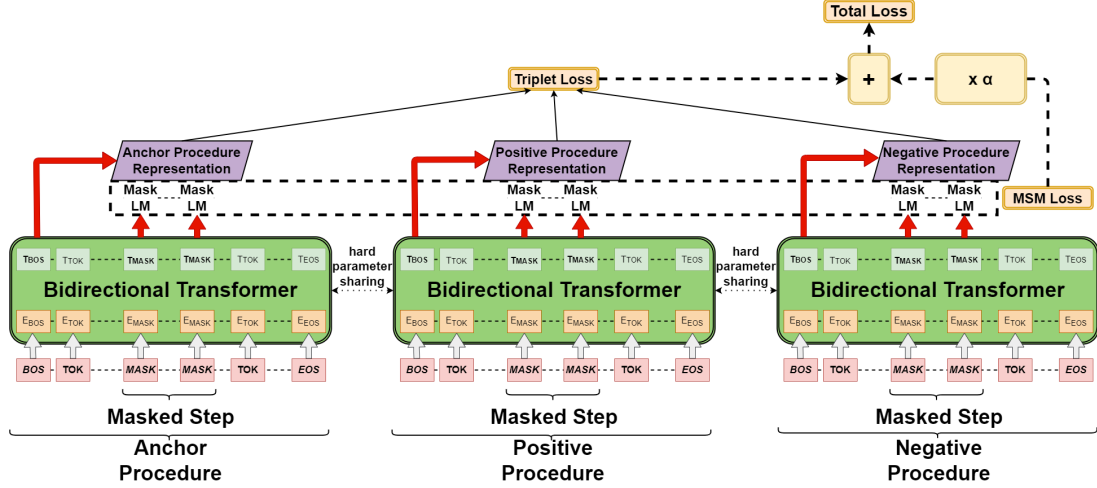 Total Loss
Triplet Loss
+
x α
Anchor Procedure
Representation
Positive Procedure
Representation
Negative Procedure
Representation
Mask Mask
LM LM
Mask Mask
LM LM
Mask Mask
LM LM
MSM Loss
TBOS TTOK TMASK TMASK TTOK TEOS
Bidirectional Transformer
EBOS ETOK EMASK EMASK ETOK EEOS
BOS TOK MASK MASK TOK EOS
Masked Step
Anchor
Procedure
hard
parameter
sharing
TBOS TTOK TMASK TMASK TTOK TEOS
Bidirectional Transformer
EBOS ETOK EMASK EMASK ETOK EEOS
BOS TOK MASK MASK TOK EOS
Masked Step
Positive
Procedure
hard
parameter
sharing
TBOS TTOK TMASK TMASK TTOK TEOS
Bidirectional Transformer
EBOS ETOK EMASK EMASK ETOK EEOS
BOS TOK MASK MASK TOK EOS
Masked Step
Negative
Procedure